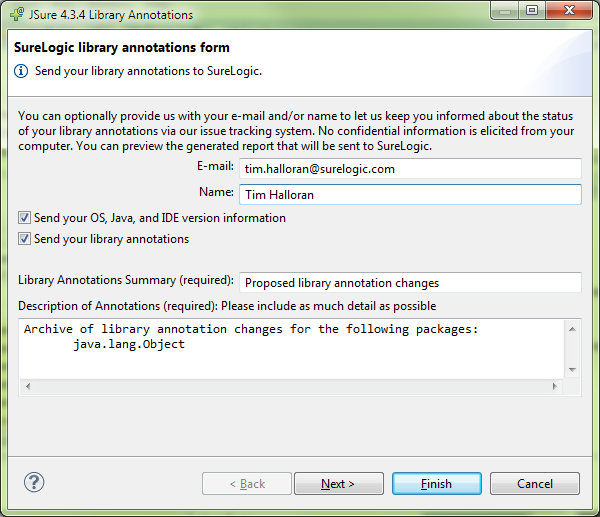 JSure 4.3.4 Library Annotations
SureLogic library annotations form
Send your library annotations to SureLogic.
You can optionally provide us with your e-mail and/or name to let us keep you informed about the status
of your library annotations via our issue tracking system. No confidential information is elicited from your
computer. You can preview the generated report that will be sent to SureLogic.
E-mail: tim.halloran@surelogic.com
Name: Tim Halloran
Send your OS, Java, and IDE version information
Send your library annotations
Library Annotations Summary (required): Proposed library annotation changes
Description of Annotations (required): Please include as much detail as possible
Archive of library annotation changes for the following packages:
java.lang.Object
? < Back Next > Finish Cancel